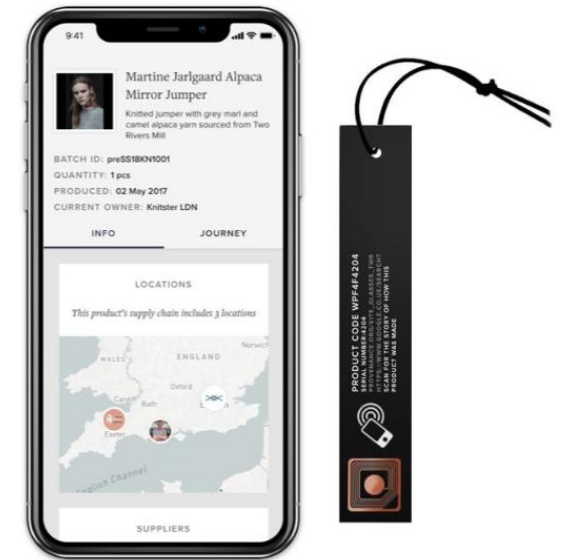 9:41
Martine Jarlgaard Alpaca
Mirror Jumper
Knitted jumper with grey marl and
camel alpaca yarn sourced from Two
Rivers Mill
BATCH ID: preSS18KN1001
QUANTITY: 1 pcs
PRODUCED: 02 May 2017
CURRENT OWNER: Knitster LDN
INFO
JOURNEY
LOCATIONS
This product's supply chain includes 3 locations
Norwich
WALES
ENGLAND
Oxford
Bath
Exeter
English Channel
SUPPLIERS
PRODUCT CODE WPF4F4204
SERIAL NUMBER:4204
SCAN FOR THE STORY OF HOW THIS
PRODUCT WAS MADE